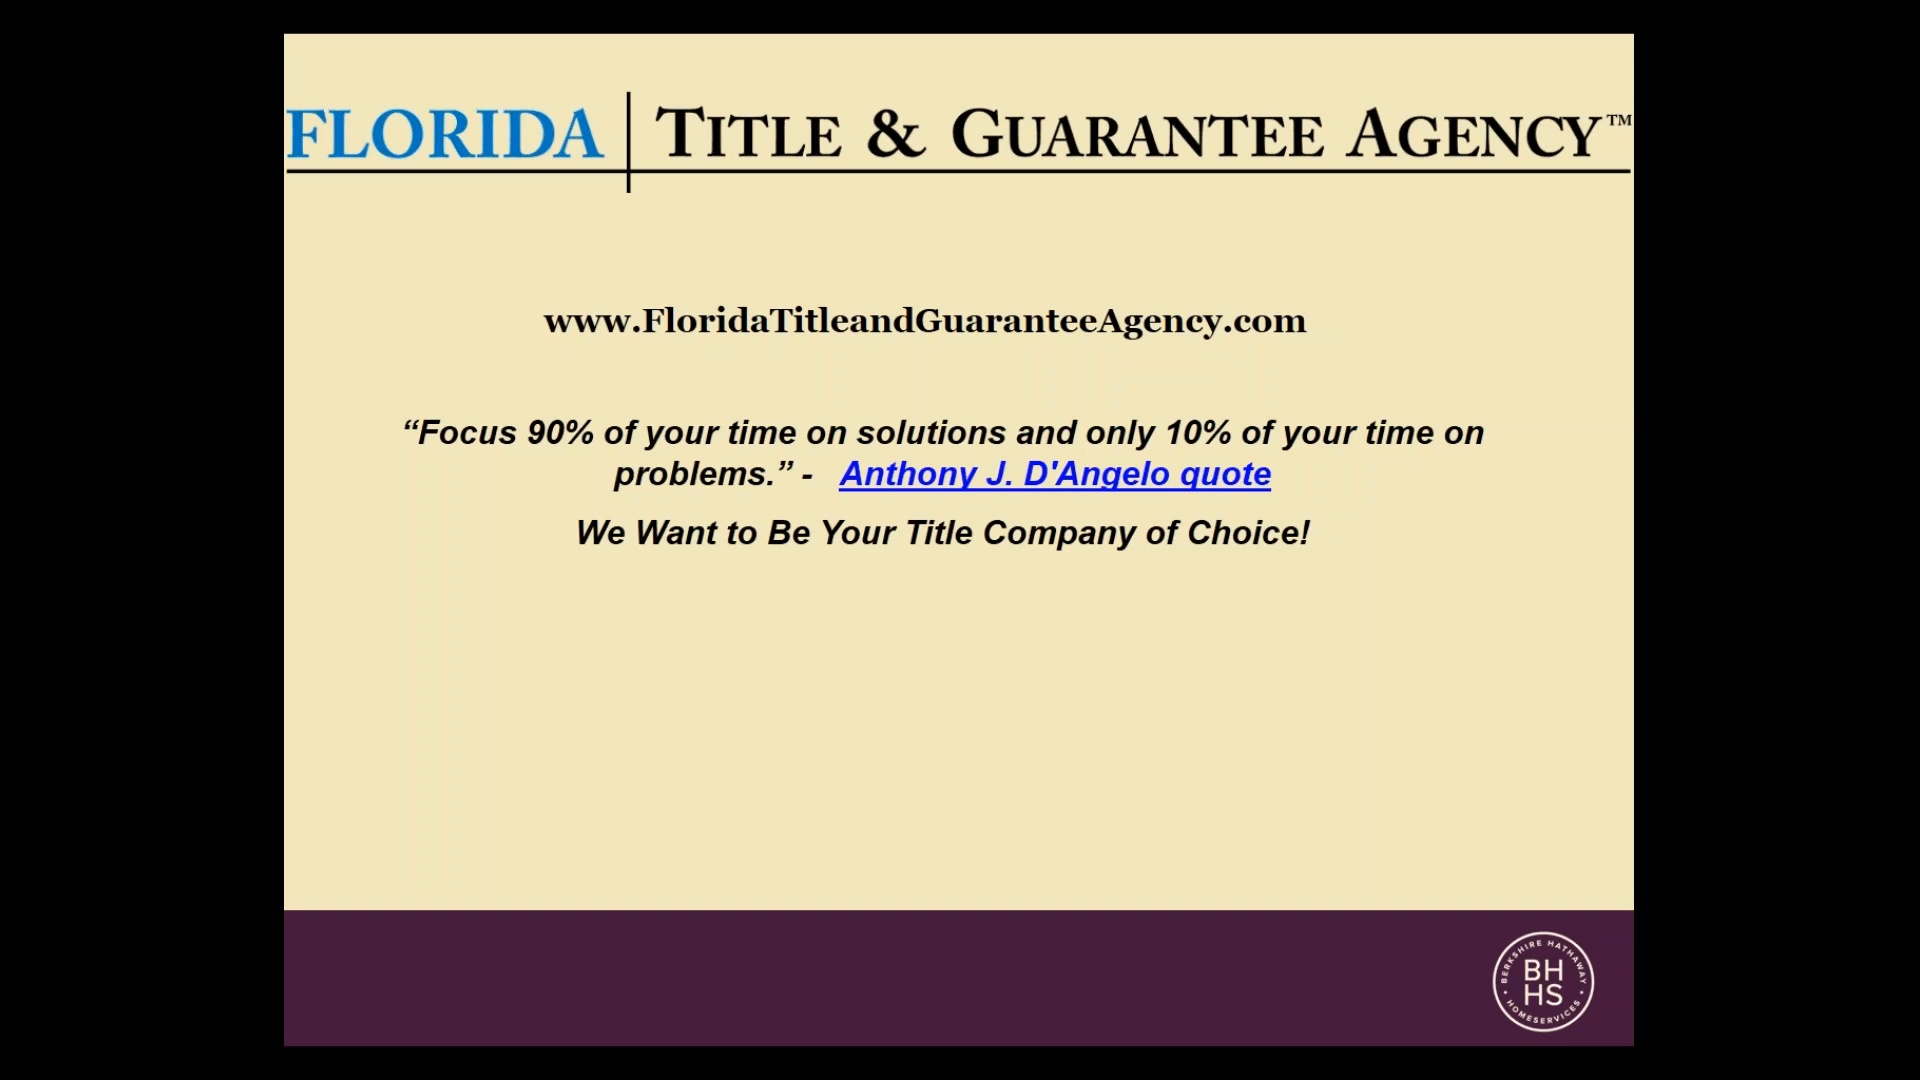 FLORIDA TITLE & GUARANTEE AGENCY™
www.FloridaTitleandGuaranteeAgency.com
“Focus 90% of your time on solutions and only 10% of your time on
problems.” - Anthony J. D'Angelo quote
We Want to Be Your Title Company of Choice!
BERKSHIRE HATHAWAY
BH
HS
HOMESERVICES